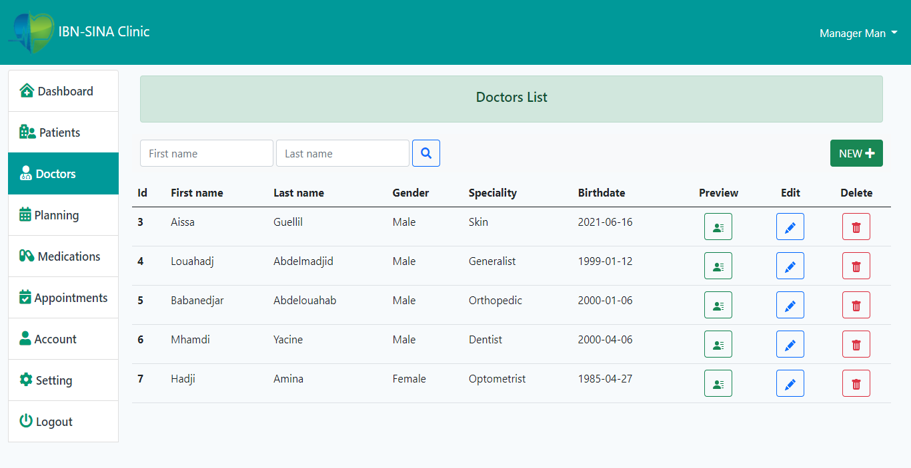 IBN-SINA Clinic
Manager Man
Dashboard
Patients
Doctors
Planning
Medications
Appointments
Account
Setting
Logout
Doctors List
First name Last name
NEW
Id First name Last name Gender Speciality Birthdate Preview Edit Delete
3 Aissa Guellil Male Skin 2021-06-16
4 Louahadj Abdelmadjid Male Generalist 1999-01-12
5 Babanedjar Abdelouahab Male Orthopedic 2000-01-06
6 Mhamdi Yacine Male Dentist 2000-04-06
7 Hadji Amina Female Optometrist 1985-04-27